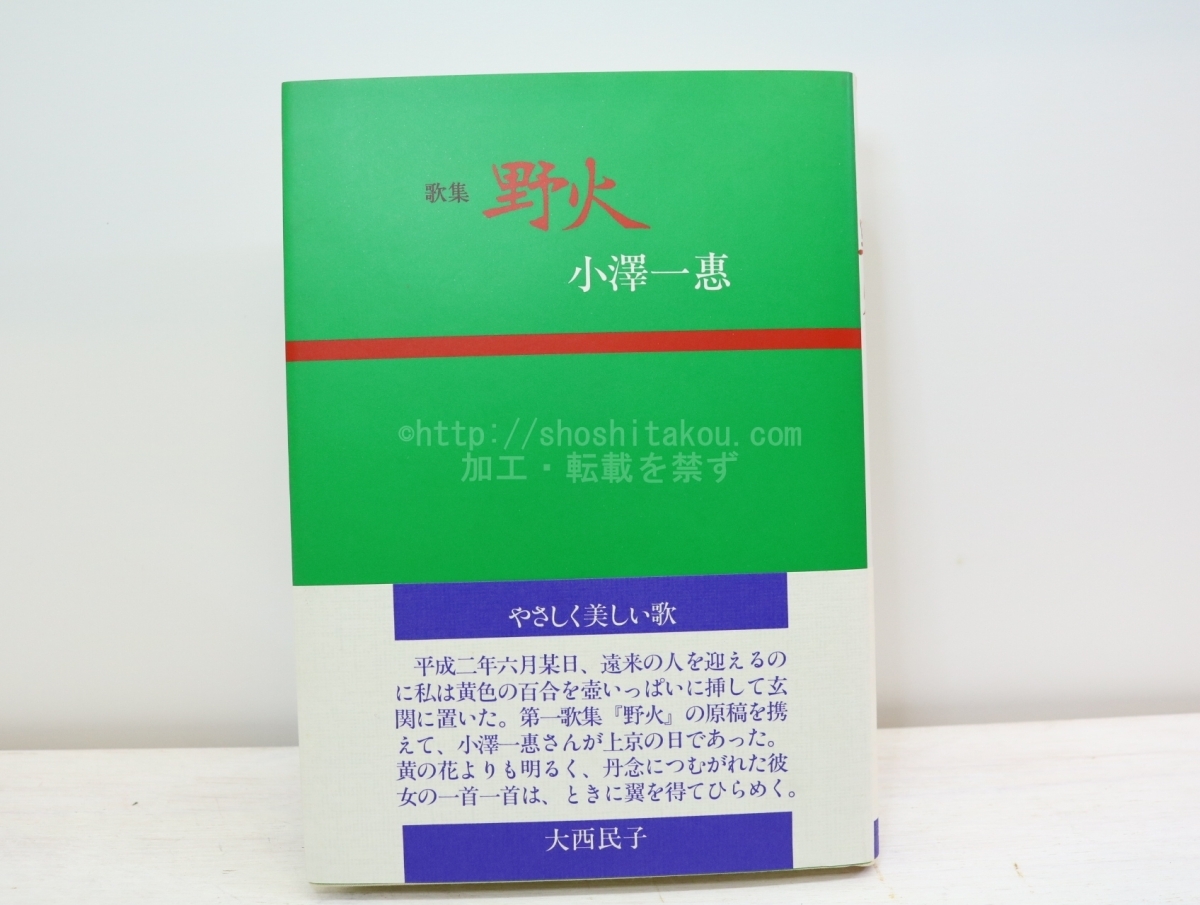 歌集 野火
小澤一惠
©http://shoshitakou.com
加工・転載を禁ず
やさしく美しい歌
平成二年六月某日、遠来の人を迎えるの
に私は黄色の百合を壺いっぱいに挿して玄
関に置いた。第一歌集『野火』の原稿を携
えて、小澤一惠さんが上京の日であった。
黄の花よりも明るく、丹念につむがれた彼
女の一首一首は、ときに翼を得てひらめく。
大西民子